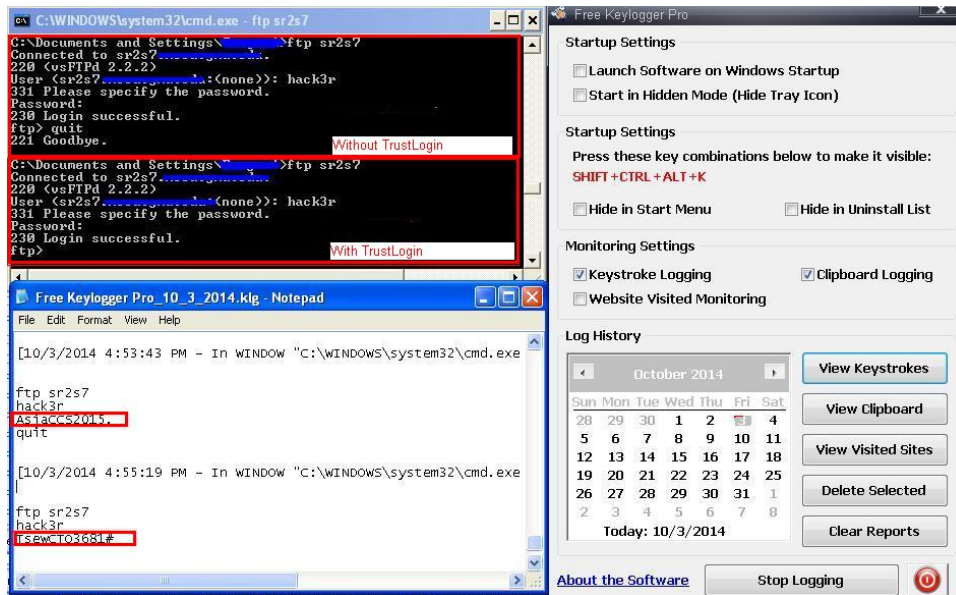 C:\WINDOWS\system32\cmd.exe - ftp sr2s7
C:\Documents and Settings\ >ftp sr2s7
Connected to sr2s7.
220 (vsFTPd 2.2.2)
User (sr2s7. :(none)): hack3r
331 Please specify the password.
Password:
230 Login successful.
ftp> quit
221 Goodbye.
Without TrustLogin
C:\Documents and Settings\ >ftp sr2s7
Connected to sr2s7.
220 (vsFTPd 2.2.2)
User (sr2s7. (none)): hack3r
331 Please specify the password.
Password:
230 Login successful.
ftp>
With TrustLogin
Free Keylogger Pro_10_3_2014.klg - Notepad
File Edit Format View Help
[10/3/2014 4:53:43 PM - In WINDOW "C:\WINDOWS\system32\cmd.exe
ftp sr2s7
hack3r
AsiaCCS2015.
quit
[10/3/2014 4:55:19 PM - In WINDOW "C:\WINDOWS\system32\cmd.exe
ftp sr2s7
hack3r
TsewCTO3681#
Free Keylogger Pro
Startup Settings
Launch Software on Windows Startup
Start in Hidden Mode (Hide Tray Icon)
Startup Settings
Press these key combinations below to make it visible:
SHIFT+CTRL+ALT+K
Hide in Start Menu
Hide in Uninstall List
Monitoring Settings
Keystroke Logging
Clipboard Logging
Website Visited Monitoring
Log History
October 2014
Sun Mon Tue Wed Thu Fri Sat
28 29 30 1 2 3 4
5 6 7 8 9 10 11
12 13 14 15 16 17 18
19 20 21 22 23 24 25
26 27 28 29 30 31 1
2 3 4 5 6 7 8
Today: 10/3/2014
View Keystrokes
View Clipboard
View Visited Sites
Delete Selected
Clear Reports
About the Software
Stop Logging